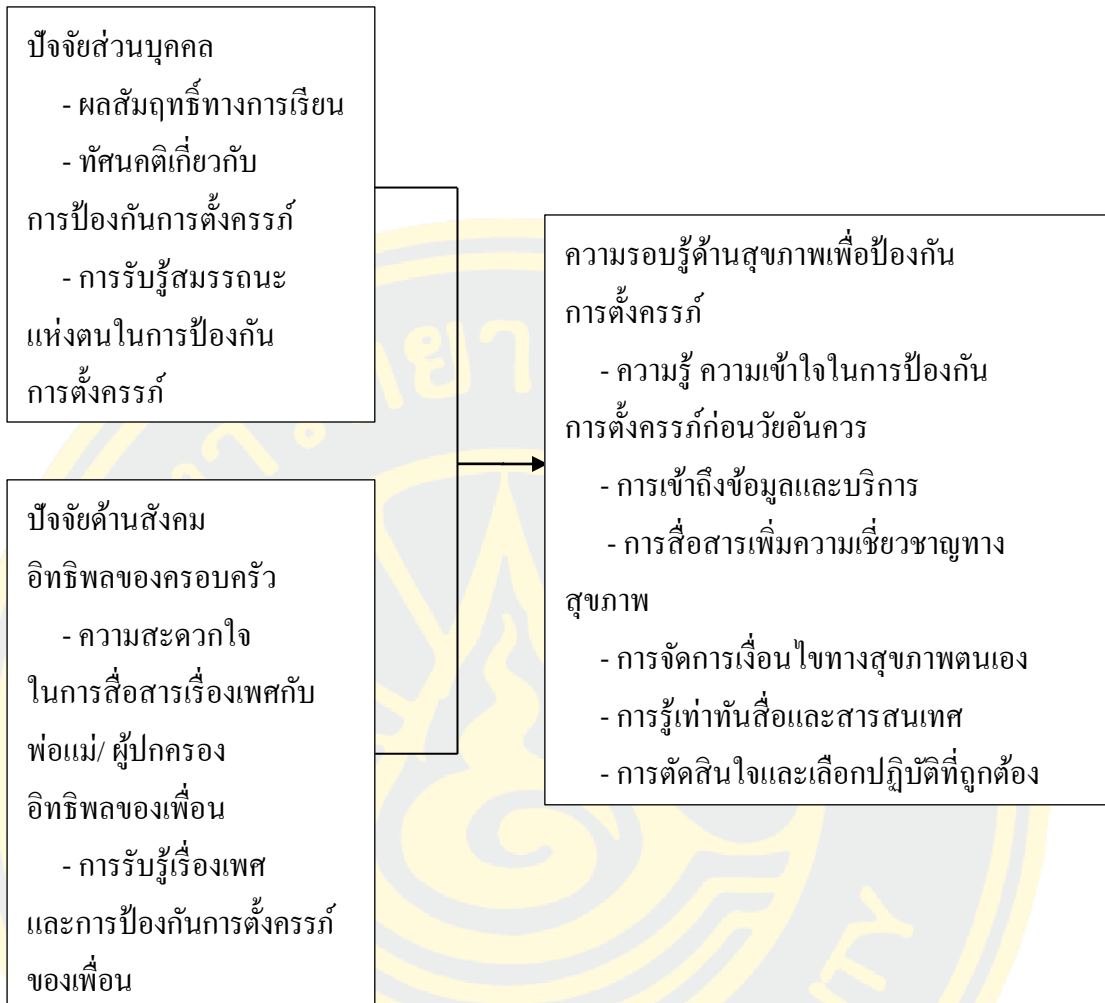 ปัจจัยส่วนบุคคล
- ผลสัมฤทธิ์ทางการเรียน
- ทัศนคติเกี่ยวกับ
การป้องกันการตั้งครรภ์
- การรับรู้สมรรถนะ
แห่งตนในการป้องกัน
การตั้งครรภ์
ปัจจัยด้านสังคม
อิทธิพลของครอบครัว
- ความสะดวกใจ
ในการสื่อสารเรื่องเพศกับ
พ่อแม่/ ผู้ปกครอง
อิทธิพลของเพื่อน
- การรับรู้เรื่องเพศ
และการป้องกันการตั้งครรภ์
ของเพื่อน
ความรอบรู้ด้านสุขภาพเพื่อป้องกัน
การตั้งครรภ์
- ความรู้ ความเข้าใจในการป้องกัน
การตั้งครรภ์ก่อนวัยอันควร
- การเข้าถึงข้อมูลและบริการ
- การสื่อสารเพิ่มความเชี่ยวชาญทาง
สุขภาพ
- การจัดการเงื่อนไขทางสุขภาพตนเอง
- การรู้เท่าทันสื่อและสารสนเทศ
- การตัดสินใจและเลือกปฏิบัติที่ถูกต้อง